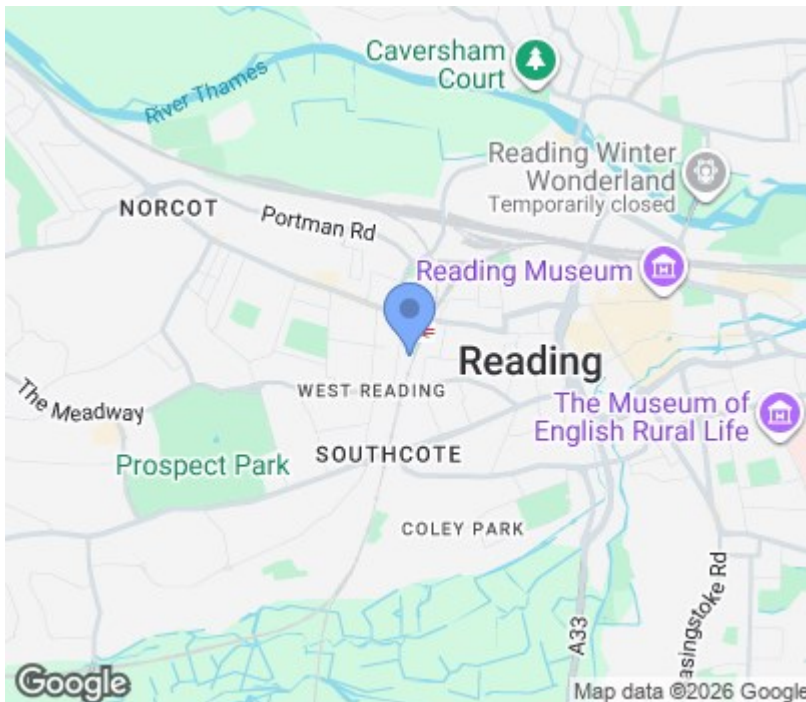 Caversham
Court
River Thames
Reading Winter
Wonderland
Temporarily closed
NORCOT
Portman Rd
Reading Museum
Reading
WEST READING
The Meadway
The Museum of
English Rural Life
SOUTHCOTE
Prospect Park
COLEY PARK
A33
asingstoke Rd
Google
Map data ©2026 Google